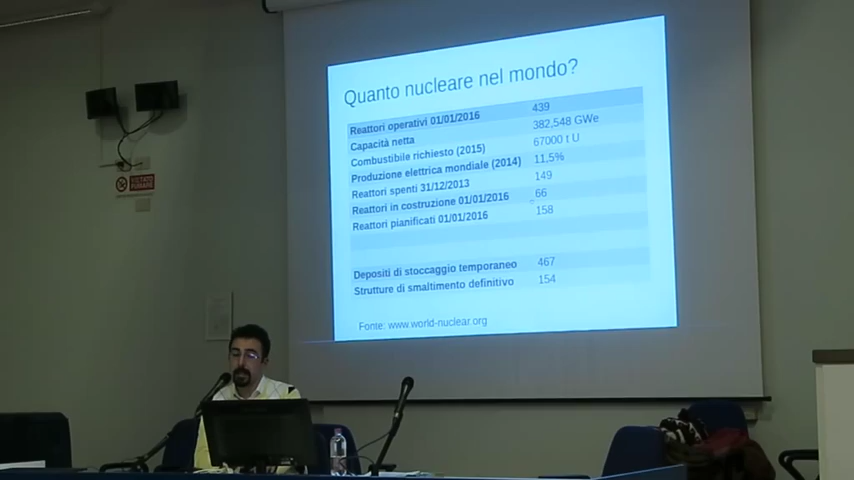 Quanto nucleare nel mondo?
Reattori operativi 01/01/2016 439
Capacità netta 382,548 GWe
Combustibile richiesto (2015) 67000 t U
Produzione elettrica mondiale (2014) 11,5%
Reattori spenti 31/12/2013 149
Reattori in costruzione 01/01/2016 66
Reattori pianificati 01/01/2016 158
Depositi di stoccaggio temporaneo 467
Strutture di smaltimento definitivo 154
Fonte: www.world-nuclear.org
VIETATO
FUMARE